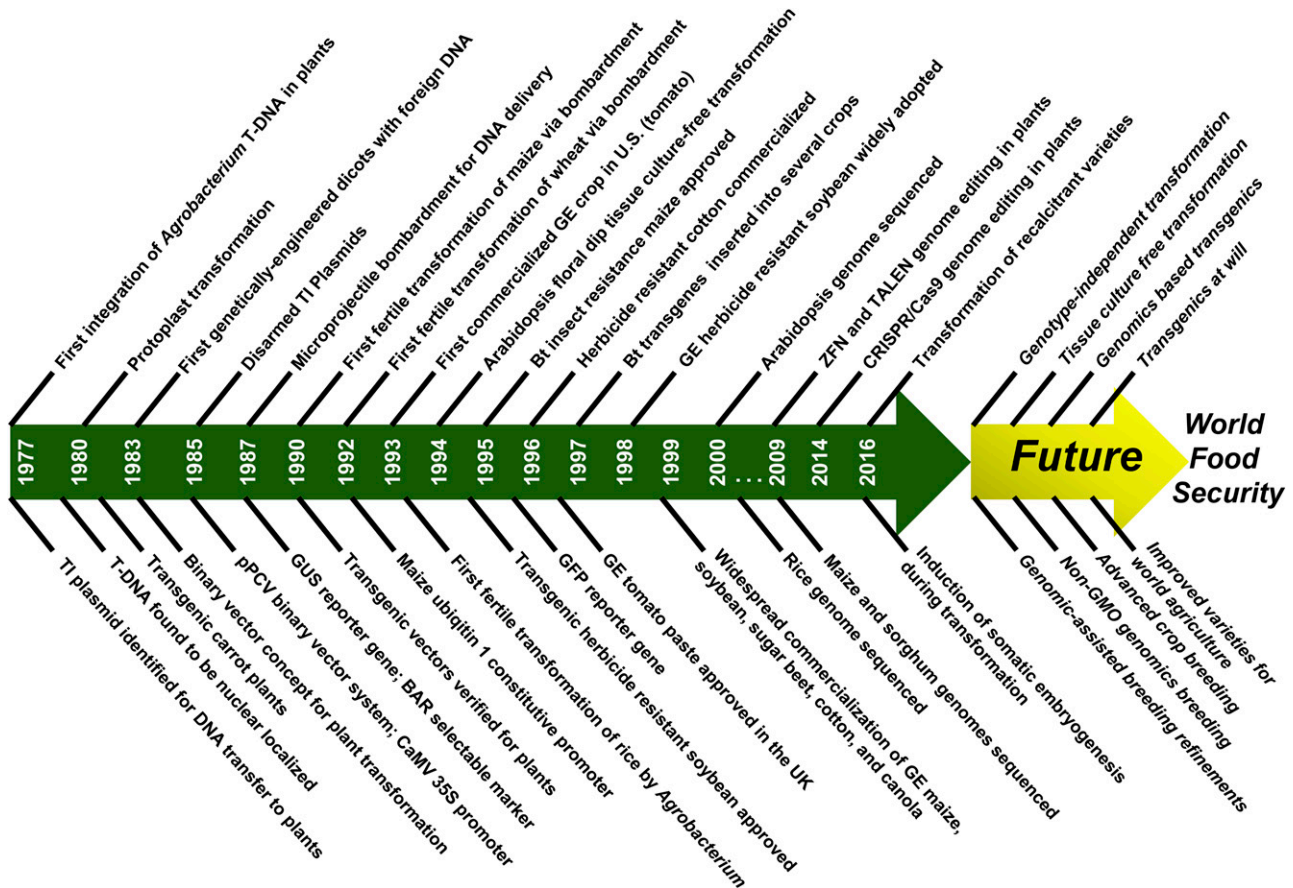 First integration of Agrobacterium T-DNA in plants
Protoplast transformation
First genetically-engineered dicots with foreign DNA
Disarmed TI Plasmids
Microprojectile bombardment for DNA delivery
First fertile transformation of maize via bombardment
First fertile transformation of wheat via bombardment
First commercialized GE crop in U.S. (tomato)
Arabidopsis floral dip tissue culture-free transformation
Bt insect resistance maize approved
Herbicide resistant cotton commercialized
Bt transgenes inserted into several crops
GE herbicide resistant soybean widely adopted
Arabidopsis genome sequenced
ZFN and TALEN genome editing in plants
CRISPR/Cas9 genome editing in plants
Transformation of recalcitrant varieties
Genotype-independent transformation
Tissue culture free transformation
Genomics based transgenics
Transgenics at will
1977
1980
1983
1985
1987
1990
1992
1993
1994
1995
1996
1997
1998
1999
2000
...
2009
2014
2016
Future
World
Food
Security
TI plasmid identified for DNA transfer to plants
T-DNA found to be nuclear localized
Transgenic carrot plants
Binary vector concept for plant transformation
pPCV binary vector system; CaMV 35S promoter
GUS reporter gene; BAR selectable marker
Transgenic vectors verified for plants
Maize ubiqitin 1 constitutive promoter
First fertile transformation of rice by Agrobacterium
Transgenic herbicide resistant soybean approved
GFP reporter gene
GE tomato paste approved in the UK
Widespread commercialization of GE maize,
soybean, sugar beet, cotton, and canola
Rice genome sequenced
Maize and sorghum genomes sequenced
Induction of somatic embryogenesis
during transformation
Genomic-assisted breeding refinements
Non-GMO genomics breeding
Advanced crop breeding
Improved varieties for
world agriculture